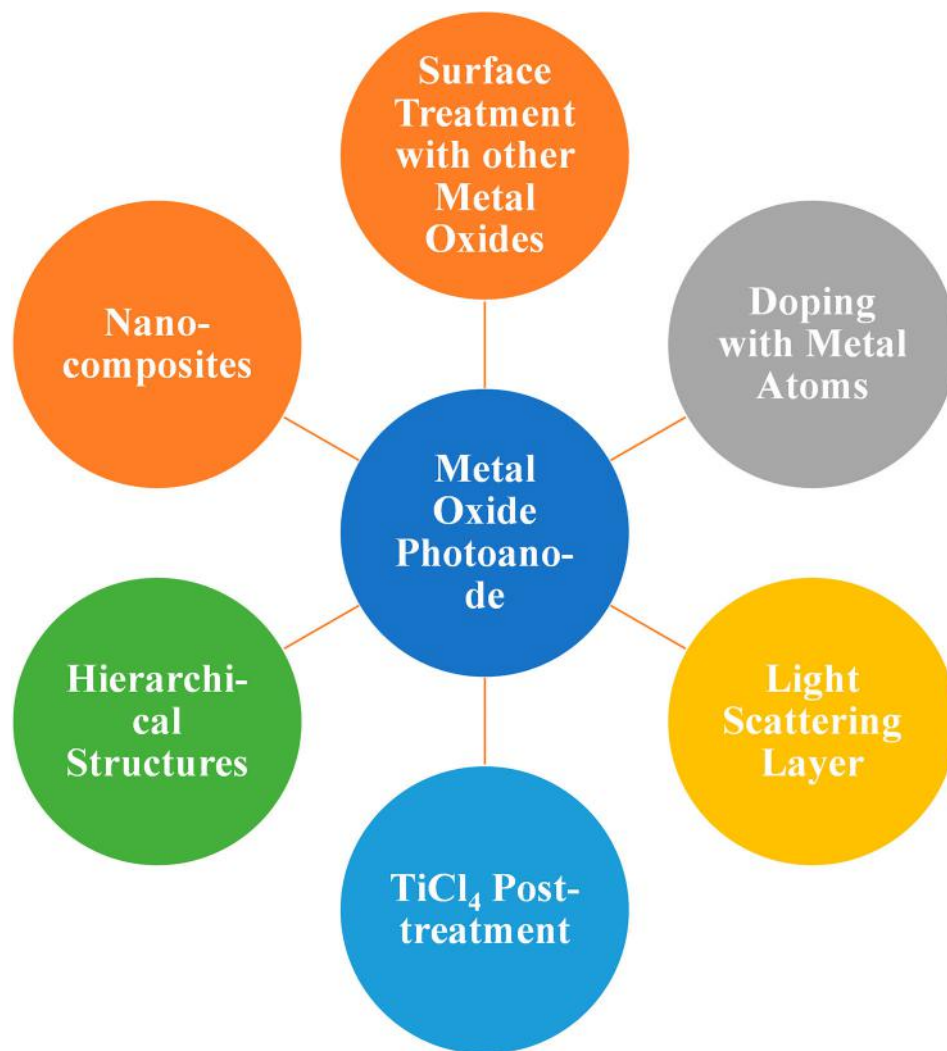 Surface
Treatment
with other
Metal
Oxides
Nano-
composites
Doping
with Metal
Atoms
Metal
Oxide
Photoano-
de
Hierarchi-
cal
Structures
Light
Scattering
Layer
TiCl₄ Post-
treatment